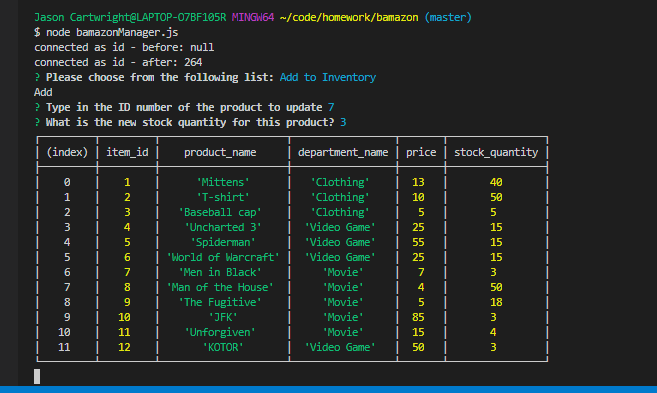 Jason Cartwright@LAPTOP-O7BF105R MINGW64 ~/code/homework/bamazon (master)
$ node bamazonManager.js
connected as id - before: null
connected as id - after: 264
? Please choose from the following list: Add to Inventory
Add
? Type in the ID number of the product to update 7
? What is the new stock quantity for this product? 3
(index) item_id product_name department_name price stock_quantity
0 1 'Mittens' 'Clothing' 13 40
1 2 'T-shirt' 'Clothing' 10 50
2 3 'Baseball cap' 'Clothing' 5 5
3 4 'Uncharted 3' 'Video Game' 25 15
4 5 'Spiderman' 'Video Game' 55 15
5 6 'World of Warcraft' 'Video Game' 25 15
6 7 'Men in Black' 'Movie' 7 3
7 8 'Man of the House' 'Movie' 4 50
8 9 'The Fugitive' 'Movie' 5 18
9 10 'JFK' 'Movie' 85 3
10 11 'Unforgiven' 'Movie' 15 4
11 12 'KOTOR' 'Video Game' 50 3